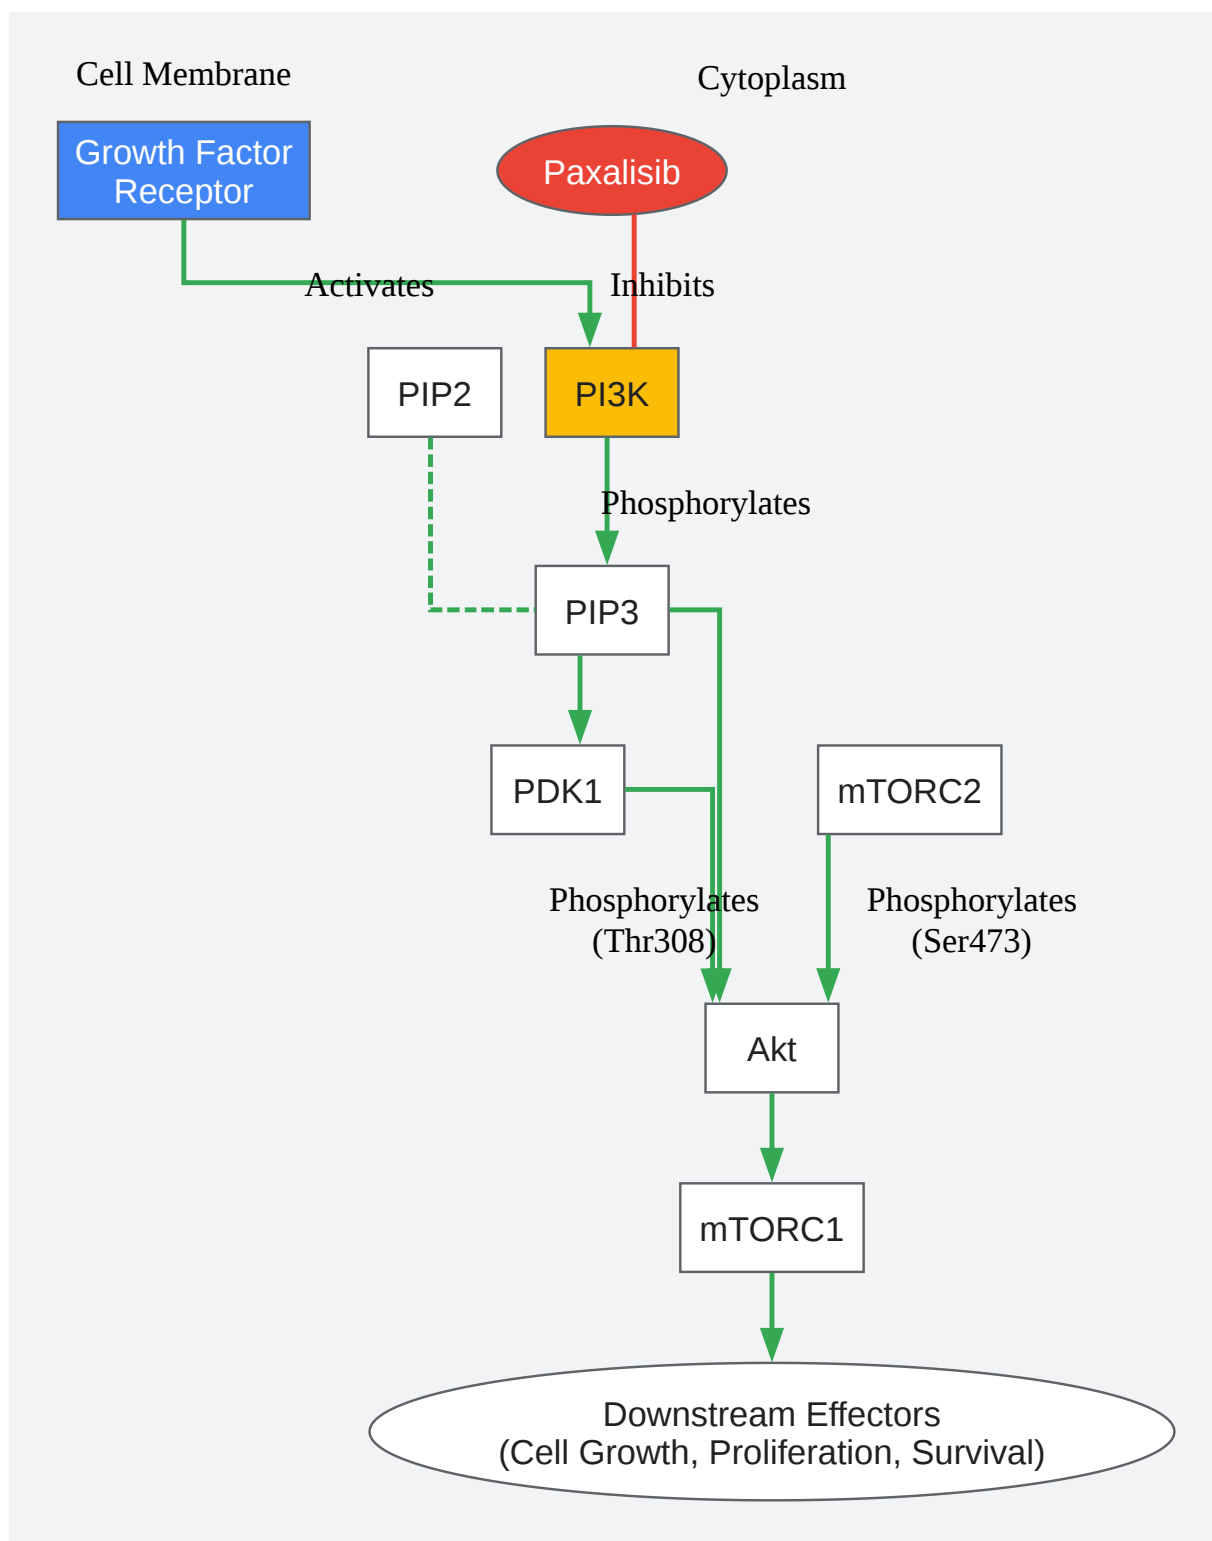 Cell Membrane
Cytoplasm
Growth Factor
Receptor
Paxalisib
Activates
Inhibits
PIP2
PI3K
Phosphorylates
PIP3
PDK1
mTORC2
Phosphorylates
(Thr308)
Phosphorylates
(Ser473)
Akt
mTORC1
Downstream Effectors
(Cell Growth, Proliferation, Survival)